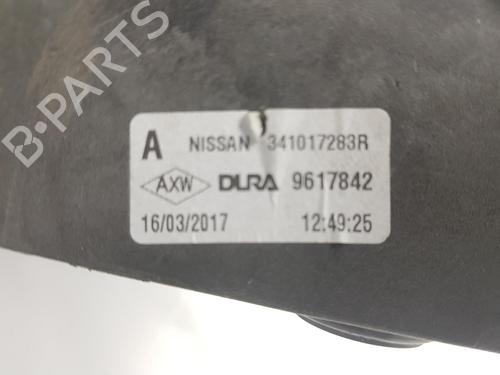 B-PARTS
A NISSAN 341017283R
AXW DURA 9617842
16/03/2017 12:49:25